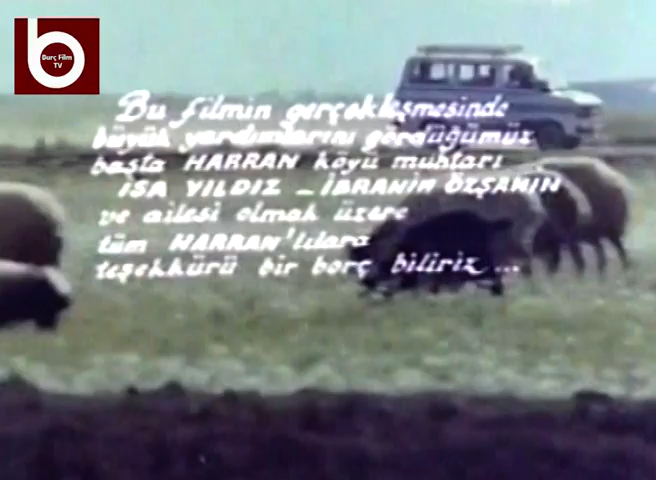 Burç Film
TV
Bu filmin gerçekleşmesinde
büyük yardımlarını gördüğümüz
başta HARRAN köyü muhtarı
İSA YILDIZ - İBRAHİM ÖZŞAHİN
ve ailesi olmak üzere
tüm HARRAN'lılara
teşekkürü bir borç biliriz ...